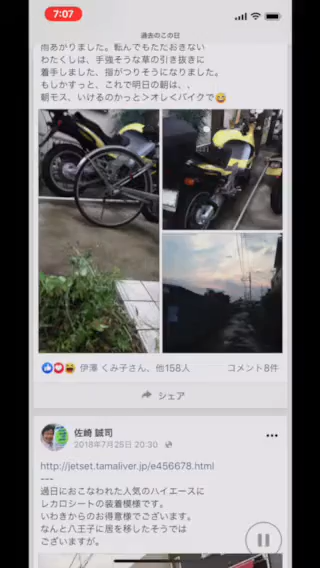 7:07
過去のこの日
雨あがりました。転んでもただおきない
わたくしは、手強そうな草の引き抜きに
着手しました、指がつりそうになりました。
もしかすっと、これで明日の朝は、、
朝モス、いけるのかっと＞オレくバイクで😅
伊澤 くみ子さん、他158人
コメント8件
シェア
佐崎 誠司
2018年7月25日 20:30
http://jetset.tamaliver.jp/e456678.html
---
過日におこなわれた人気のハイエースに
レカロシートの装着模様です。
いわきからのお得意様でございます。
なんと八王子に居を移したそうでは
ございますが。